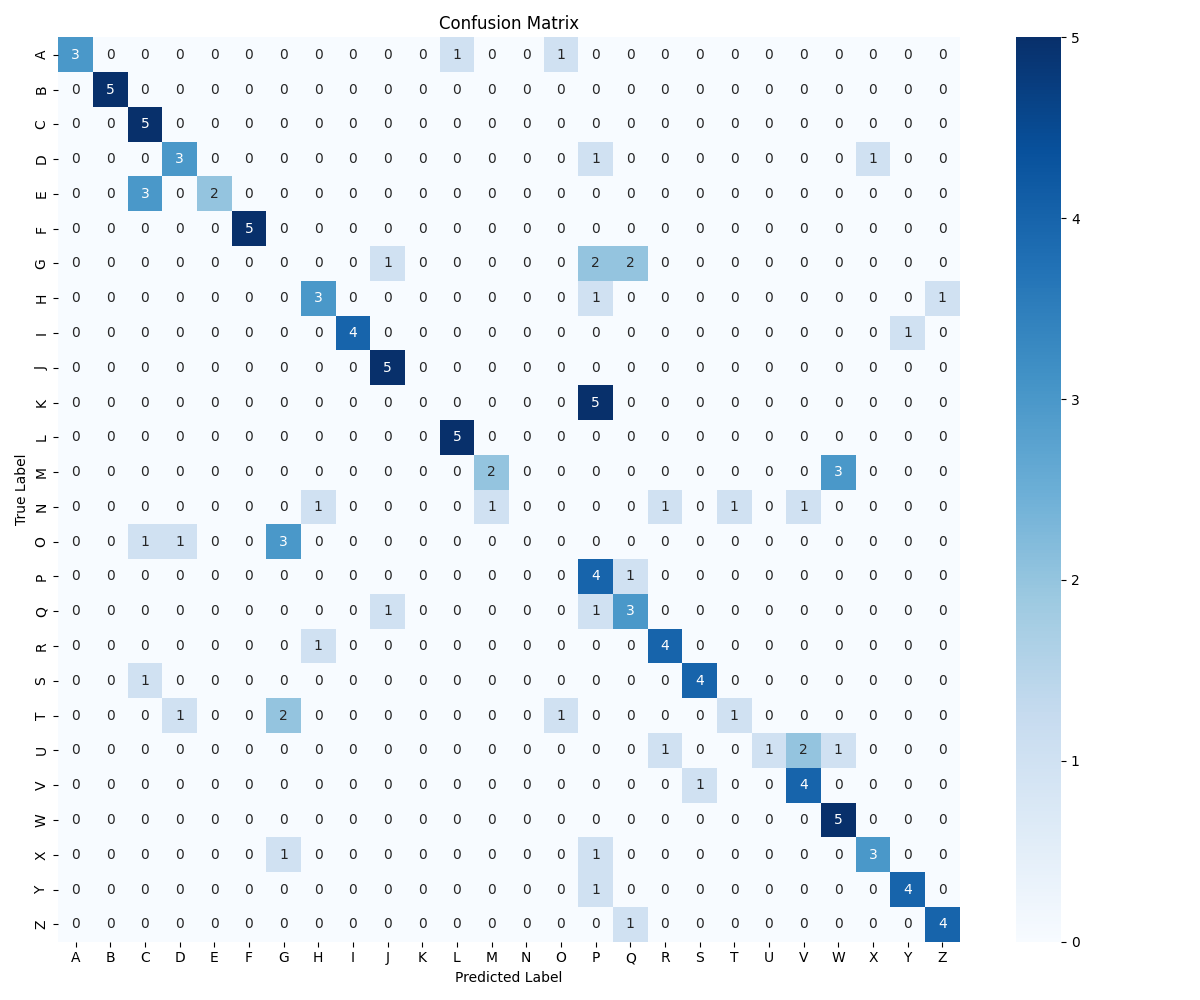 Confusion Matrix
A 3 0 0 0 0 0 0 0 0 0 0 1 0 0 1 0 0 0 0 0 0 0 0 0 0 0
B 0 5 0 0 0 0 0 0 0 0 0 0 0 0 0 0 0 0 0 0 0 0 0 0 0 0
C 0 0 5 0 0 0 0 0 0 0 0 0 0 0 0 0 0 0 0 0 0 0 0 0 0 0
D 0 0 0 3 0 0 0 0 0 0 0 0 0 0 0 1 0 0 0 0 0 0 0 1 0 0
E 0 0 3 0 2 0 0 0 0 0 0 0 0 0 0 0 0 0 0 0 0 0 0 0 0 0
F 0 0 0 0 0 5 0 0 0 0 0 0 0 0 0 0 0 0 0 0 0 0 0 0 0 0
G 0 0 0 0 0 0 0 0 0 1 0 0 0 0 0 2 2 0 0 0 0 0 0 0 0 0
H 0 0 0 0 0 0 0 3 0 0 0 0 0 0 0 1 0 0 0 0 0 0 0 0 0 1
I 0 0 0 0 0 0 0 0 4 0 0 0 0 0 0 0 0 0 0 0 0 0 0 0 1 0
J 0 0 0 0 0 0 0 0 0 5 0 0 0 0 0 0 0 0 0 0 0 0 0 0 0 0
K 0 0 0 0 0 0 0 0 0 0 0 0 0 0 0 5 0 0 0 0 0 0 0 0 0 0
L 0 0 0 0 0 0 0 0 0 0 0 5 0 0 0 0 0 0 0 0 0 0 0 0 0 0
M 0 0 0 0 0 0 0 0 0 0 0 0 2 0 0 0 0 0 0 0 0 0 3 0 0 0
N 0 0 0 0 0 0 0 1 0 0 0 0 1 0 0 0 0 1 0 1 0 1 0 0 0 0
O 0 0 1 1 0 0 3 0 0 0 0 0 0 0 0 0 0 0 0 0 0 0 0 0 0 0
P 0 0 0 0 0 0 0 0 0 0 0 0 0 0 0 4 1 0 0 0 0 0 0 0 0 0
Q 0 0 0 0 0 0 0 0 0 1 0 0 0 0 0 1 3 0 0 0 0 0 0 0 0 0
R 0 0 0 0 0 0 0 1 0 0 0 0 0 0 0 0 0 4 0 0 0 0 0 0 0 0
S 0 0 1 0 0 0 0 0 0 0 0 0 0 0 0 0 0 0 4 0 0 0 0 0 0 0
T 0 0 0 1 0 0 2 0 0 0 0 0 0 0 1 0 0 0 0 1 0 0 0 0 0 0
U 0 0 0 0 0 0 0 0 0 0 0 0 0 0 0 0 0 1 0 0 1 2 1 0 0 0
V 0 0 0 0 0 0 0 0 0 0 0 0 0 0 0 0 0 0 1 0 0 4 0 0 0 0
W 0 0 0 0 0 0 0 0 0 0 0 0 0 0 0 0 0 0 0 0 0 0 5 0 0 0
X 0 0 0 0 0 0 1 0 0 0 0 0 0 0 0 1 0 0 0 0 0 0 0 3 0 0
Y 0 0 0 0 0 0 0 0 0 0 0 0 0 0 0 1 0 0 0 0 0 0 0 0 4 0
Z 0 0 0 0 0 0 0 0 0 0 0 0 0 0 0 0 1 0 0 0 0 0 0 0 0 4
A B C D E F G H I J K L M N O P Q R S T U V W X Y Z
Predicted Label
True Label
5
4
3
2
1
0